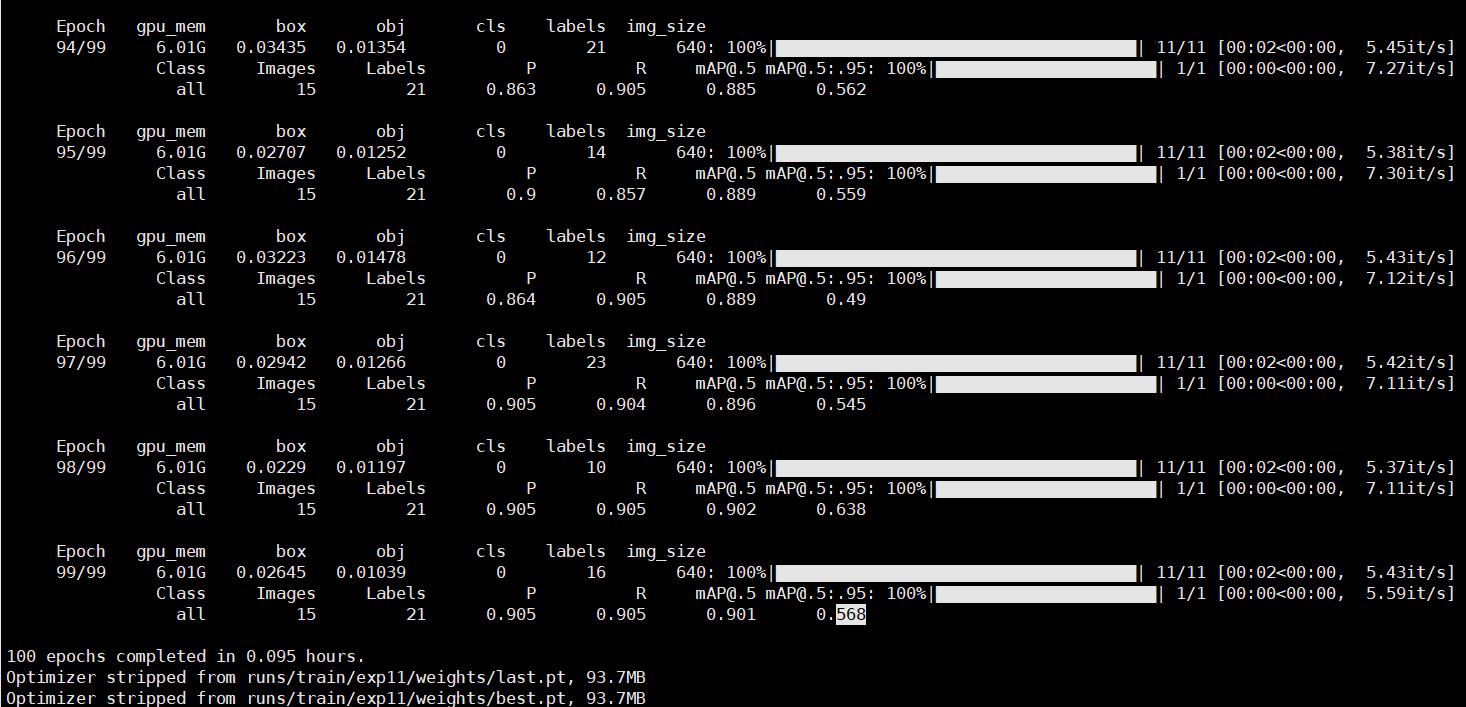 Epoch gpu_mem box obj cls labels img_size
94/99 6.01G 0.03435 0.01354 0 21 640: 100%| | 11/11 [00:02<00:00, 5.45it/s]
Class Images Labels P R mAP@.5 mAP@.5:.95: 100%| | 1/1 [00:00<00:00, 7.27it/s]
all 15 21 0.863 0.905 0.885 0.562
Epoch gpu_mem box obj cls labels img_size
95/99 6.01G 0.02707 0.01252 0 14 640: 100%| | 11/11 [00:02<00:00, 5.38it/s]
Class Images Labels P R mAP@.5 mAP@.5:.95: 100%| | 1/1 [00:00<00:00, 7.30it/s]
all 15 21 0.9 0.857 0.889 0.559
Epoch gpu_mem box obj cls labels img_size
96/99 6.01G 0.03223 0.01478 0 12 640: 100%| | 11/11 [00:02<00:00, 5.43it/s]
Class Images Labels P R mAP@.5 mAP@.5:.95: 100%| | 1/1 [00:00<00:00, 7.12it/s]
all 15 21 0.864 0.905 0.889 0.49
Epoch gpu_mem box obj cls labels img_size
97/99 6.01G 0.02942 0.01266 0 23 640: 100%| | 11/11 [00:02<00:00, 5.42it/s]
Class Images Labels P R mAP@.5 mAP@.5:.95: 100%| | 1/1 [00:00<00:00, 7.11it/s]
all 15 21 0.905 0.904 0.896 0.545
Epoch gpu_mem box obj cls labels img_size
98/99 6.01G 0.0229 0.01197 0 10 640: 100%| | 11/11 [00:02<00:00, 5.37it/s]
Class Images Labels P R mAP@.5 mAP@.5:.95: 100%| | 1/1 [00:00<00:00, 7.11it/s]
all 15 21 0.905 0.905 0.902 0.638
Epoch gpu_mem box obj cls labels img_size
99/99 6.01G 0.02645 0.01039 0 16 640: 100%| | 11/11 [00:02<00:00, 5.43it/s]
Class Images Labels P R mAP@.5 mAP@.5:.95: 100%| | 1/1 [00:00<00:00, 5.59it/s]
all 15 21 0.905 0.905 0.901 0.568
100 epochs completed in 0.095 hours.
Optimizer stripped from runs/train/exp11/weights/last.pt, 93.7MB
Optimizer stripped from runs/train/exp11/weights/best.pt, 93.7MB